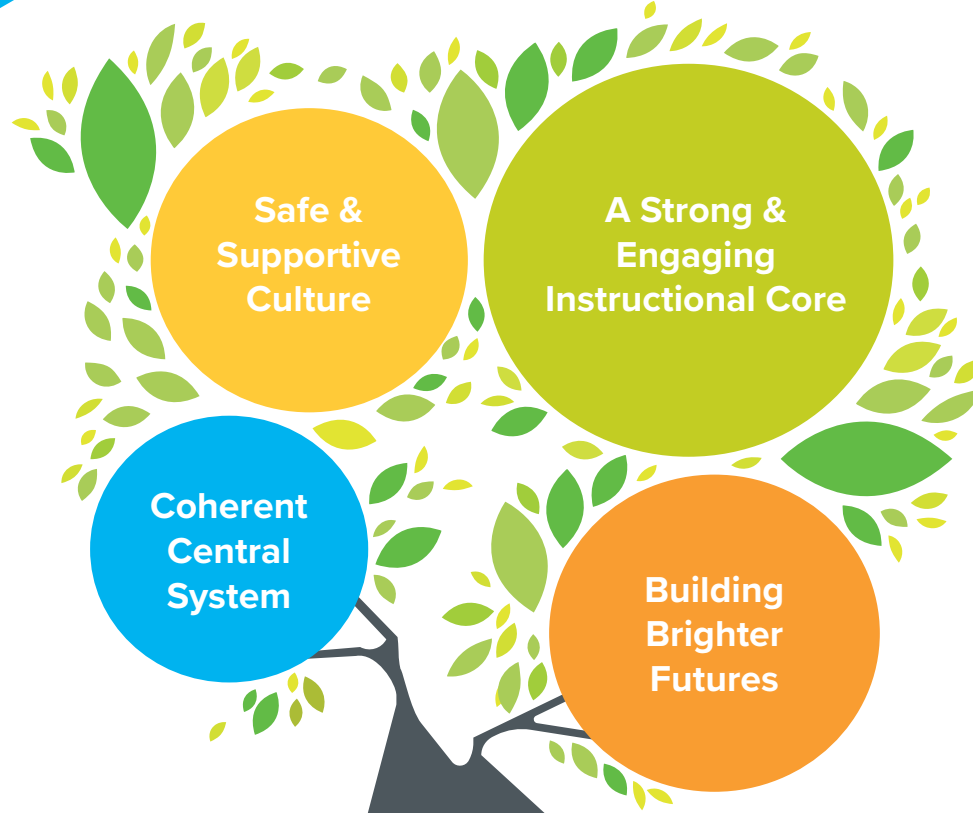 Safe &
Supportive
Culture
A Strong &
Engaging
Instructional Core
Coherent
Central
System
Building
Brighter
Futures